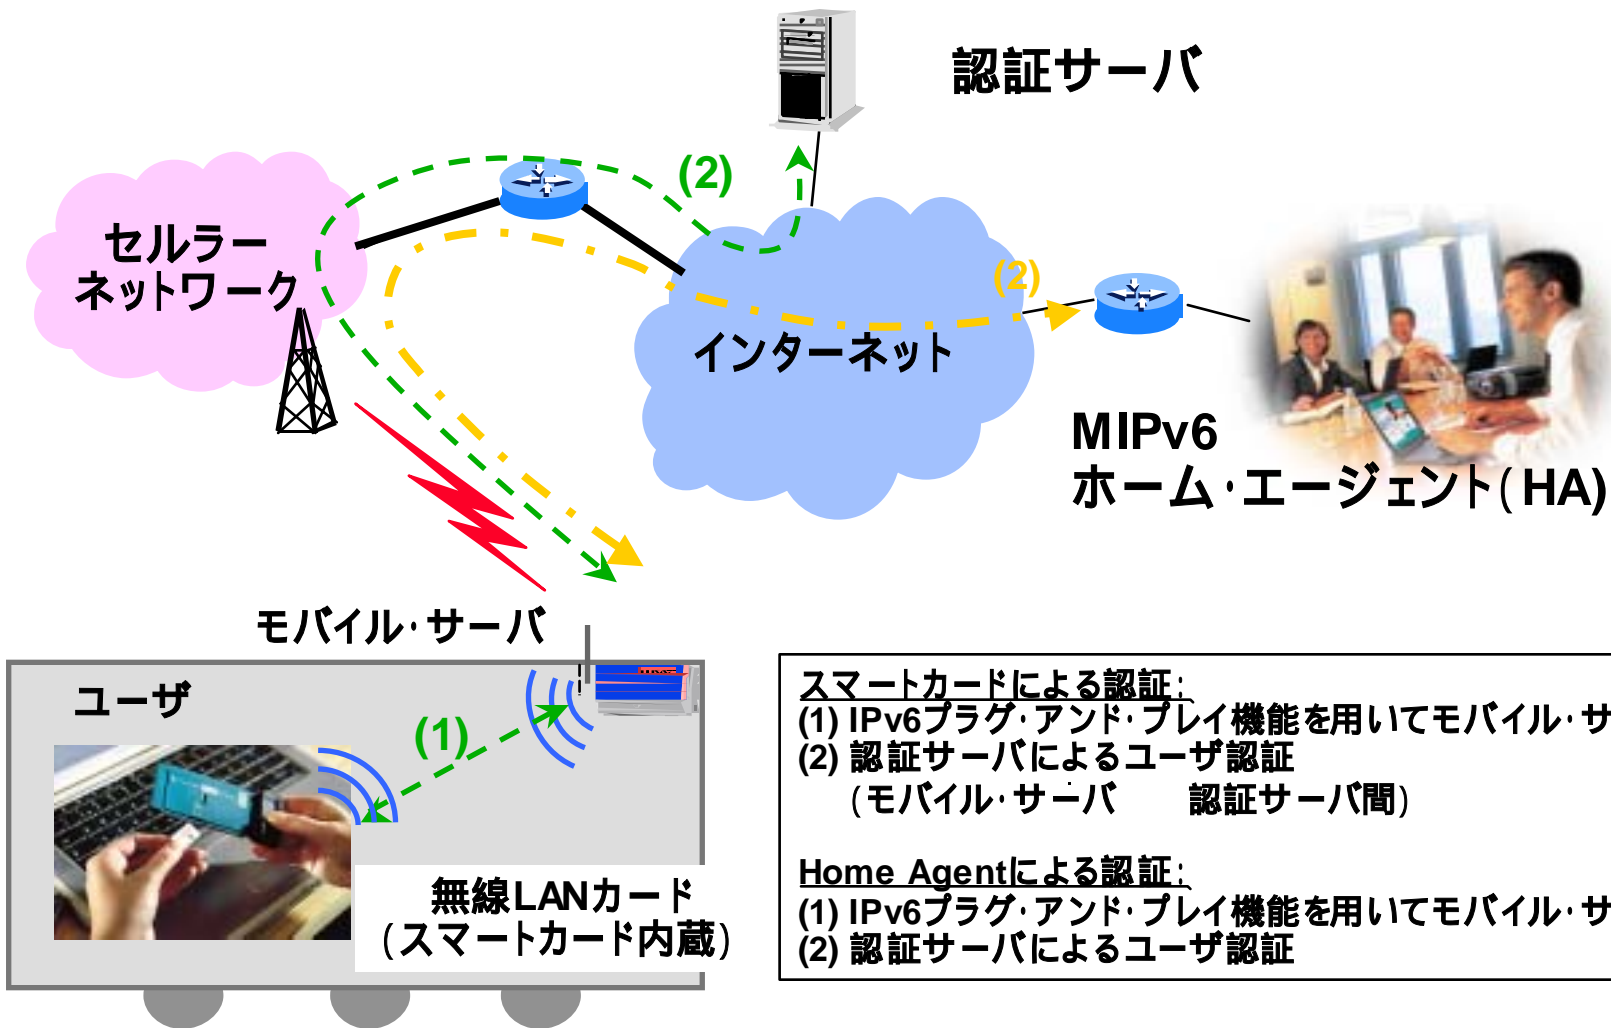 認証サーバ
(2)
セルラー
ネットワーク
(2)
インターネット
MIPv6
ホーム・エージェント(HA)
モバイル・サーバ
ユーザ
(1)
無線LANカード
(スマートカード内蔵)
スマートカードによる認証:
(1) IPv6プラグ・アンド・プレイ機能を用いてモバイル・サ
(2) 認証サーバによるユーザ認証
(モバイル・サーバ 認証サーバ間)
Home Agentによる認証:
(1) IPv6プラグ・アンド・プレイ機能を用いてモバイル・サ
(2) 認証サーバによるユーザ認証